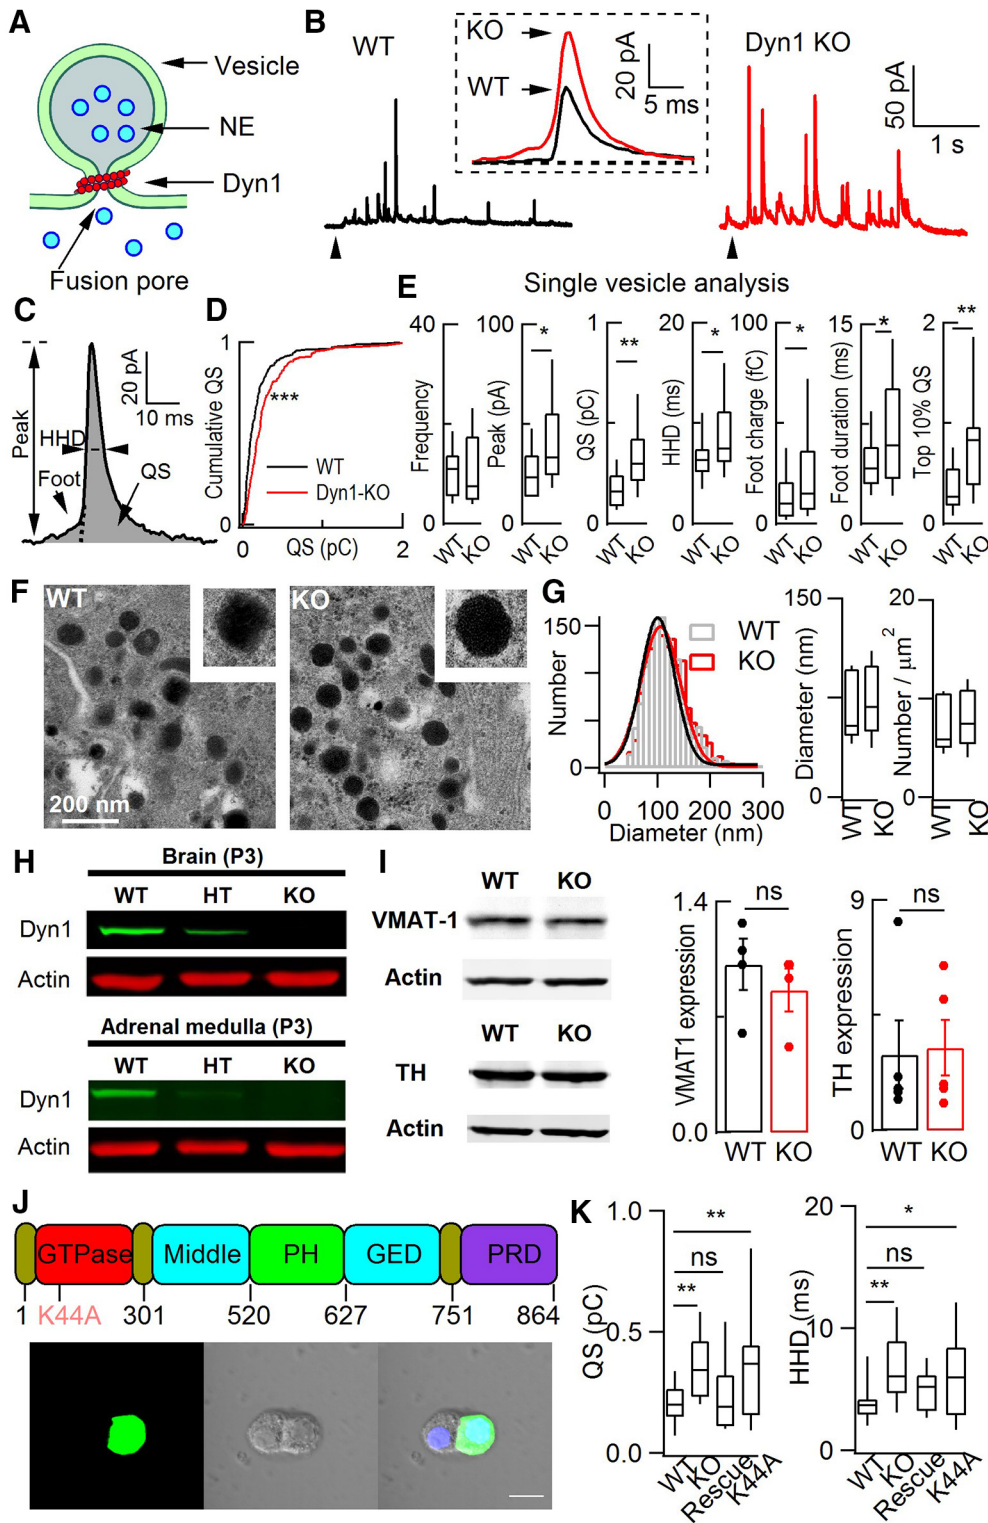 A
Vesicle
NE
Dyn1
Fusion pore
B
WT
KO
WT
20 pA
5 ms
Dyn1 KO
50 pA
1 s
Single vesicle analysis
C
Peak
HHD
Foot
QS
20 pA
10 ms
D
Cumulative QS
1
0
***
WT
Dyn1-KO
0
QS (pC)
2
E
Frequency
40
0
WT
KO
Peak (pA)
100
0
*
WT
KO
QS (pC)
1
0
**
WT
KO
HHD (ms)
20
0
*
WT
KO
Foot charge (fC)
100
0
*
WT
KO
Foot duration (ms)
15
0
*
WT
KO
Top 10% QS
2
0
**
WT
KO
F
WT
200 nm
KO
G
Number
150
0
WT
KO
0 100 200 300
Diameter (nm)
Diameter (nm)
150
0
WT
KO
Number / μm²
20
0
WT
KO
H
Brain (P3)
WT HT KO
Dyn1
Actin
Adrenal medulla (P3)
WT HT KO
Dyn1
Actin
I
WT KO
VMAT-1
Actin
WT KO
TH
Actin
VMAT1 expression
1.4
0.0
ns
WT KO
TH expression
9
0
ns
WT KO
J
GTPase Middle PH GED PRD
1 K44A 301 520 627 751 864
K
QS (pC)
1.0
0.5
0.0
**
ns
**
WT
KO
Rescue
K44A
HHD (ms)
20
10
0
*
ns
**
WT
KO
Rescue
K44A